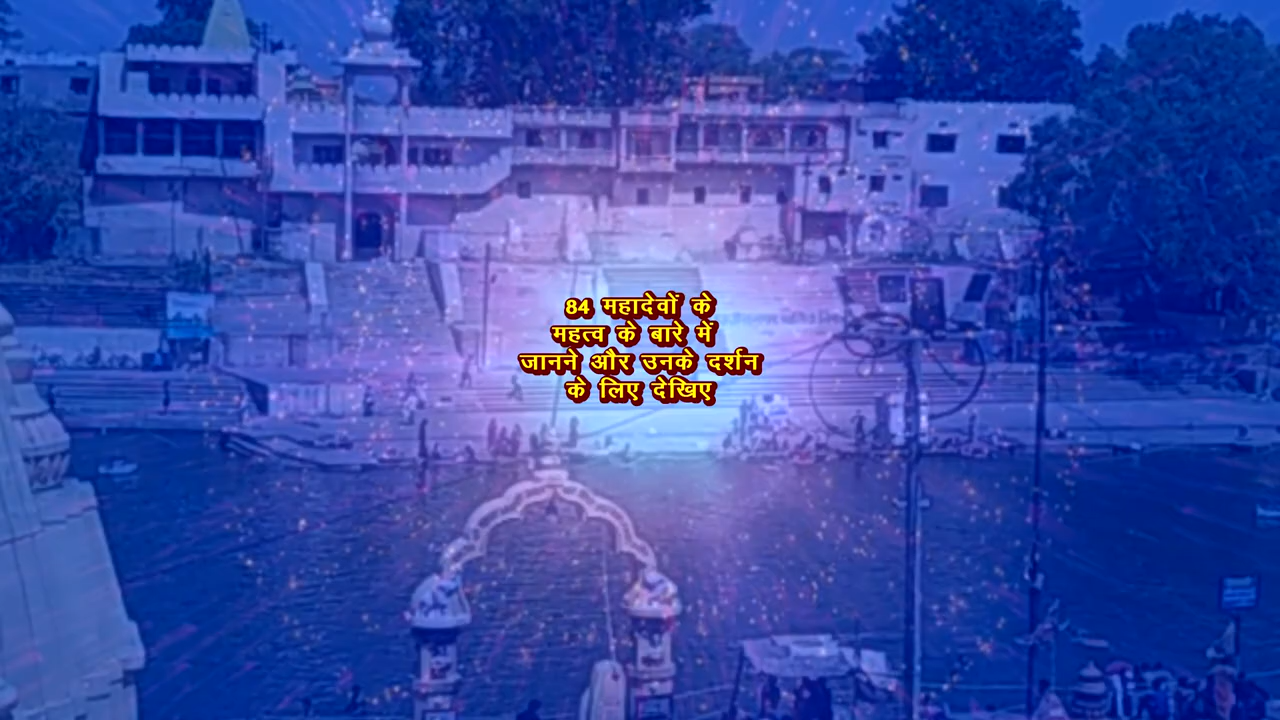 84 महादेवों के
महत्व के बारे में
जानने और उनके दर्शन
के लिए देखिए